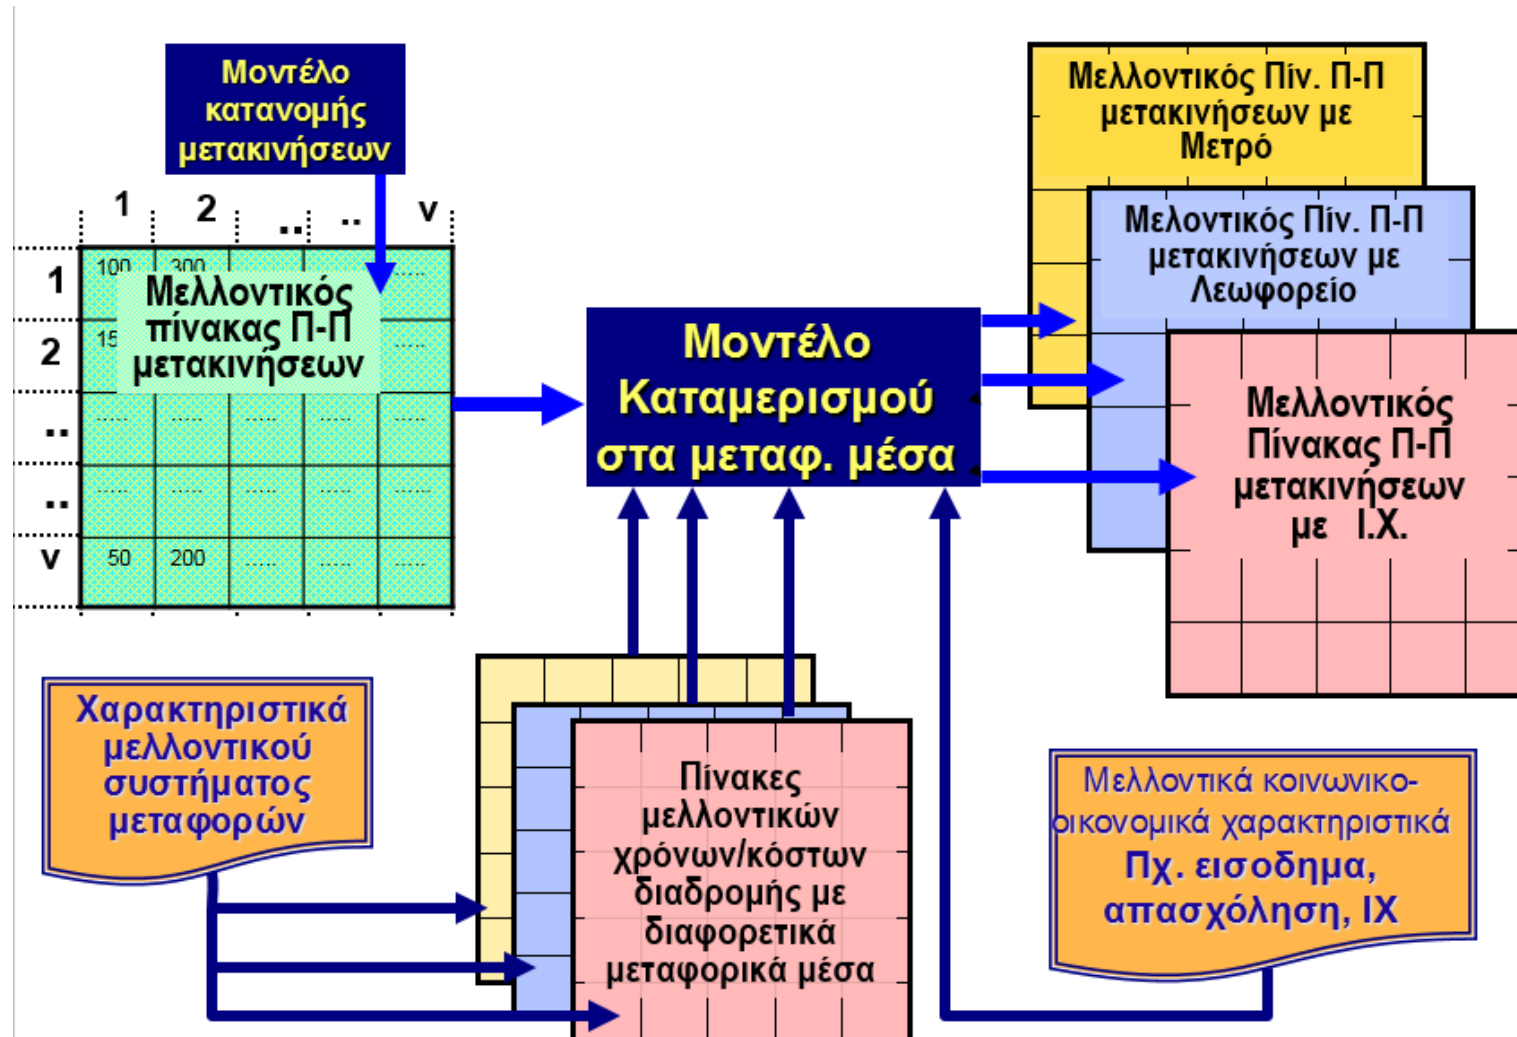 Μοντέλο
κατανομής
μετακινήσεων
1 2 .. .. ν
1
2
..
..
ν
100 300 .....
Μελλοντικός
πίνακας Π-Π
μετακινήσεων
15 .....
..... ..... ..... ..... .....
..... ..... ..... ..... .....
50 200 ..... ..... .....
Μοντέλο
Καταμερισμού
στα μεταφ. μέσα
Μελλοντικός Πίν. Π-Π
μετακινήσεων με
Μετρό
Μελοντικός Πίν. Π-Π
μετακινήσεων με
Λεωφορείο
Μελλοντικός
Πίνακας Π-Π
μετακινήσεων
με Ι.Χ.
Χαρακτηριστικά
μελλοντικού
συστήματος
μεταφορών
Πίνακες
μελλοντικών
χρόνων/κόστων
διαδρομής με
διαφορετικά
μεταφορικά μέσα
Μελλοντικά κοινωνικο-
οικονομικά χαρακτηριστικά
Πχ. εισοδημα,
απασχόληση, ΙΧ